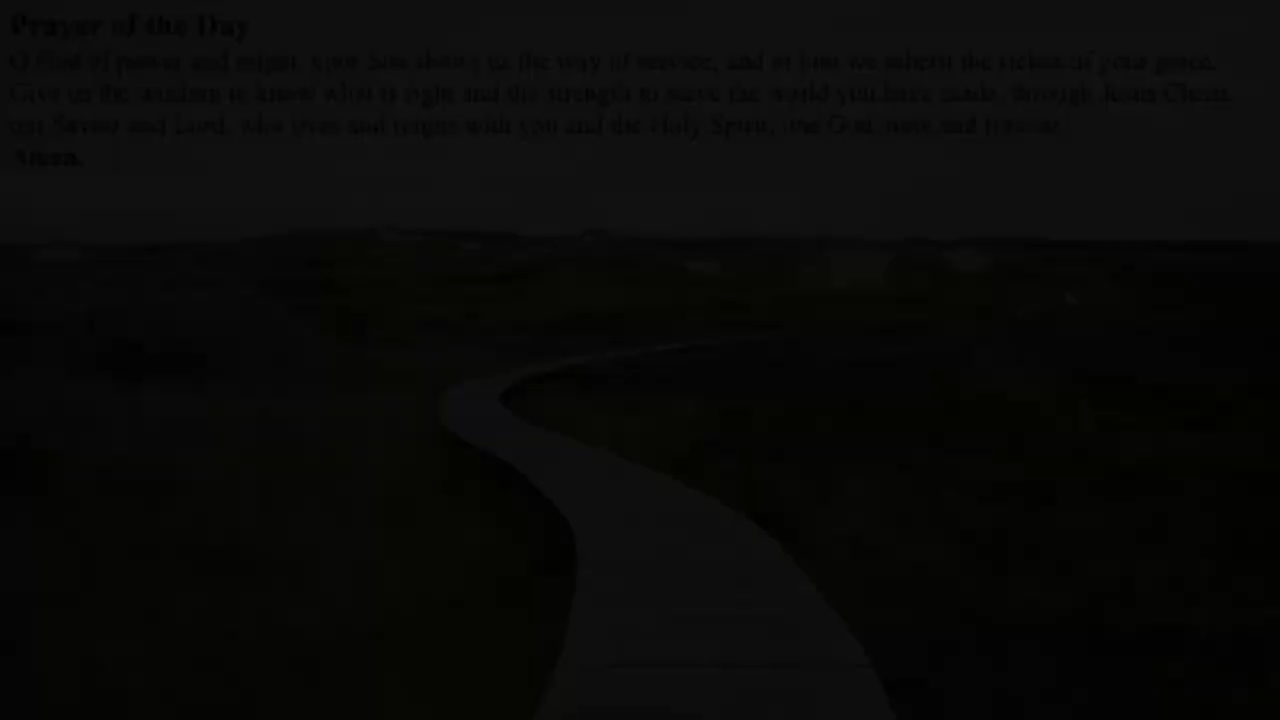 Prayer of the Day
O God of power and might, your Son shows us the way of service, and in him we inherit the riches of your grace.
Give us the wisdom to know what is right and the strength to serve the world you have made, through Jesus Christ,
our Savior and Lord, who lives and reigns with you and the Holy Spirit, one God, now and forever.
Amen.